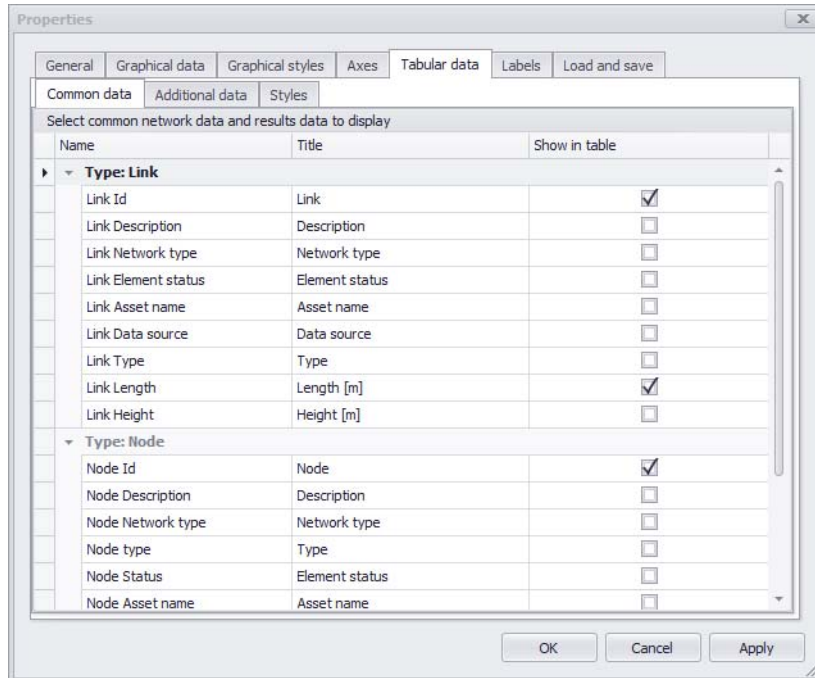 Properties
General Graphical data Graphical styles Axes Tabular data Labels Load and save
Common data Additional data Styles
Select common network data and results data to display
Name Title Show in table
Type: Link
Link Id Link
Link Description Description
Link Network type Network type
Link Element status Element status
Link Asset name Asset name
Link Data source Data source
Link Type Type
Link Length Length [m]
Link Height Height [m]
Type: Node
Node Id Node
Node Description Description
Node Network type Network type
Node type Type
Node Status Element status
Node Asset name Asset name
OK Cancel Apply